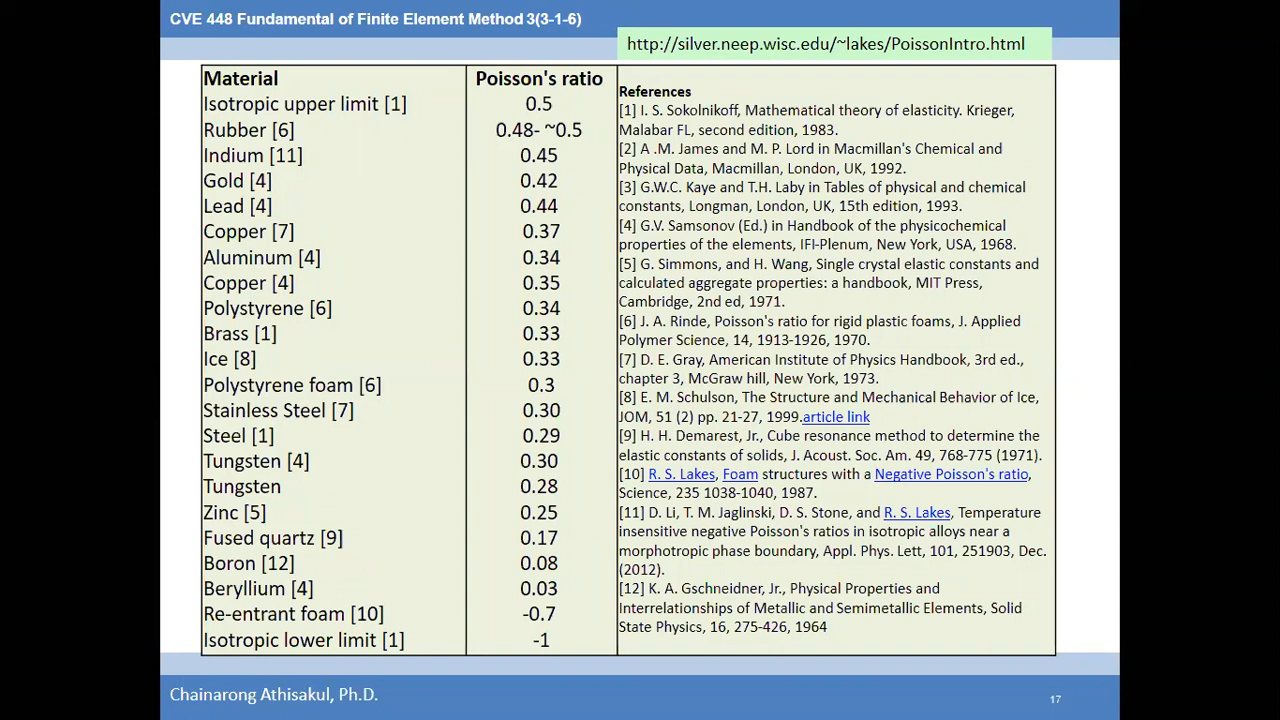 CVE 448 Fundamental of Finite Element Method 3(3-1-6)
http://silver.neep.wisc.edu/~lakes/PoissonIntro.html
Material Poisson's ratio
Isotropic upper limit [1] 0.5
Rubber [6] 0.48- ~0.5
Indium [11] 0.45
Gold [4] 0.42
Lead [4] 0.44
Copper [7] 0.37
Aluminum [4] 0.34
Copper [4] 0.35
Polystyrene [6] 0.34
Brass [1] 0.33
Ice [8] 0.33
Polystyrene foam [6] 0.3
Stainless Steel [7] 0.30
Steel [1] 0.29
Tungsten [4] 0.30
Tungsten 0.28
Zinc [5] 0.25
Fused quartz [9] 0.17
Boron [12] 0.08
Beryllium [4] 0.03
Re-entrant foam [10] -0.7
Isotropic lower limit [1] -1
References
[1] I. S. Sokolnikoff, Mathematical theory of elasticity. Krieger,
Malabar FL, second edition, 1983.
[2] A .M. James and M. P. Lord in Macmillan's Chemical and
Physical Data, Macmillan, London, UK, 1992.
[3] G.W.C. Kaye and T.H. Laby in Tables of physical and chemical
constants, Longman, London, UK, 15th edition, 1993.
[4] G.V. Samsonov (Ed.) in Handbook of the physicochemical
properties of the elements, IFI-Plenum, New York, USA, 1968.
[5] G. Simmons, and H. Wang, Single crystal elastic constants and
calculated aggregate properties: a handbook, MIT Press,
Cambridge, 2nd ed, 1971.
[6] J. A. Rinde, Poisson's ratio for rigid plastic foams, J. Applied
Polymer Science, 14, 1913-1926, 1970.
[7] D. E. Gray, American Institute of Physics Handbook, 3rd ed.,
chapter 3, McGraw hill, New York, 1973.
[8] E. M. Schulson, The Structure and Mechanical Behavior of Ice,
JOM, 51 (2) pp. 21-27, 1999.article link
[9] H. H. Demarest, Jr., Cube resonance method to determine the
elastic constants of solids, J. Acoust. Soc. Am. 49, 768-775 (1971).
[10] R. S. Lakes, Foam structures with a Negative Poisson's ratio,
Science, 235 1038-1040, 1987.
[11] D. Li, T. M. Jaglinski, D. S. Stone, and R. S. Lakes, Temperature
insensitive negative Poisson's ratios in isotropic alloys near a
morphotropic phase boundary, Appl. Phys. Lett, 101, 251903, Dec.
(2012).
[12] K. A. Gschneidner, Jr., Physical Properties and
Interrelationships of Metallic and Semimetallic Elements, Solid
State Physics, 16, 275-426, 1964
Chainarong Athisakul, Ph.D.
17